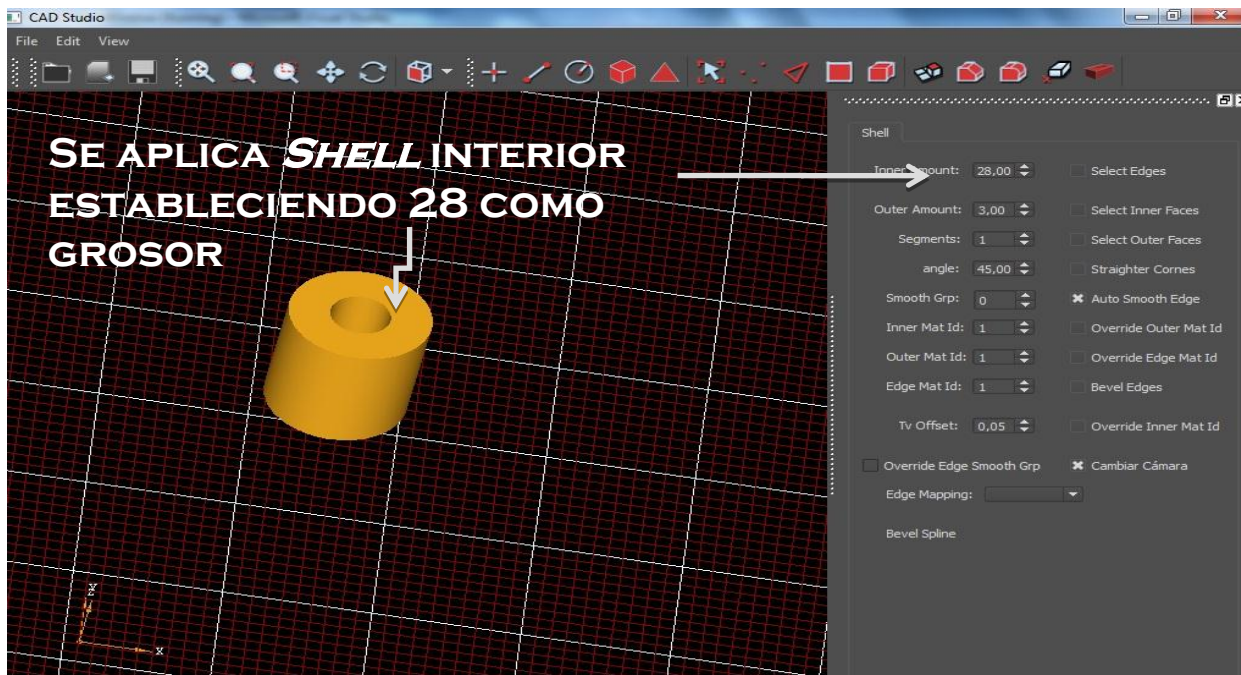 CAD Studio
File Edit View
SE APLICA SHELL INTERIOR
ESTABLECIENDO 28 COMO
GROSOR
Shell
Inner Amount: 28,00 Select Edges
Outer Amount: 3,00 Select Inner Faces
Segments: 1 Select Outer Faces
angle: 45,00 Straighter Cornes
Smooth Grp: 0 Auto Smooth Edge
Inner Mat Id: 1 Override Outer Mat Id
Outer Mat Id: 1 Override Edge Mat Id
Edge Mat Id: 1 Bevel Edges
Tv Offset: 0,05 Override Inner Mat Id
Override Edge Smooth Grp Cambiar Cámara
Edge Mapping:
Bevel Spline
X